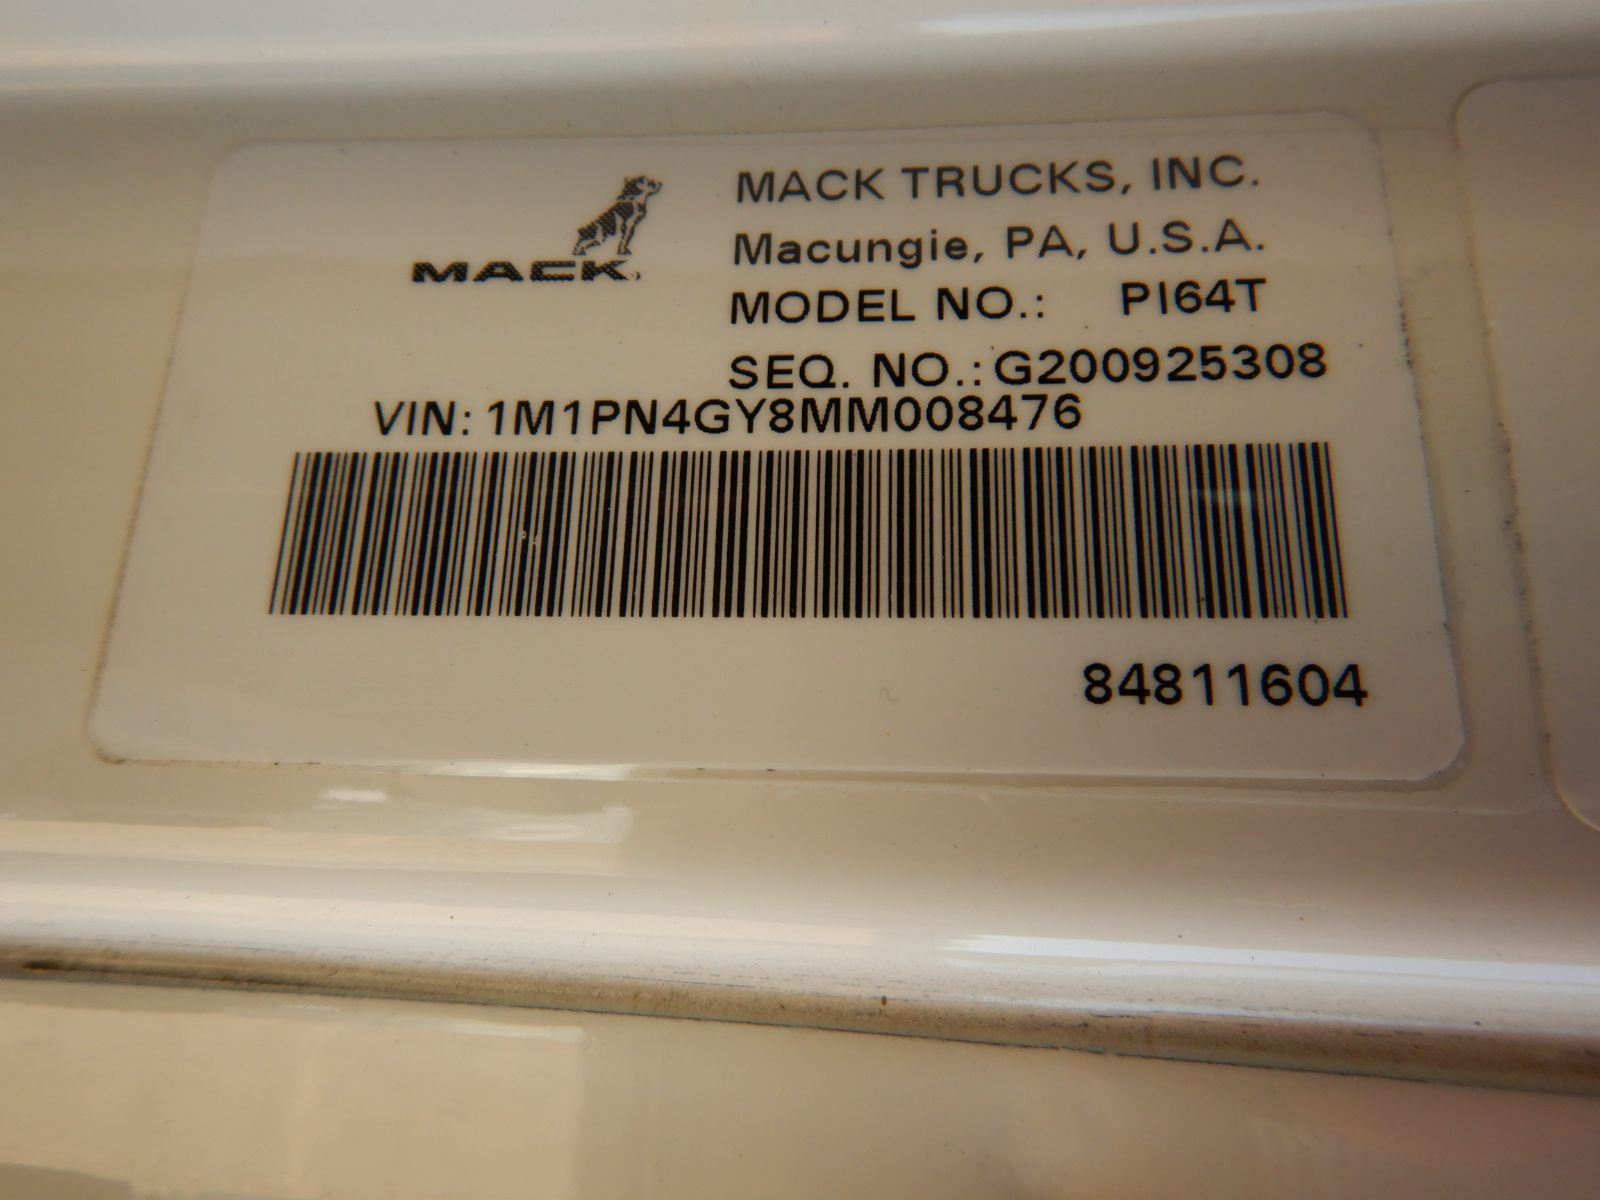 MACK TRUCKS, INC.
Macungie, PA, U.S.A.
MACK
MODEL NO.: PI64T
SEQ. NO.: G200925308
VIN: 1M1PN4GY8MM008476
84811604